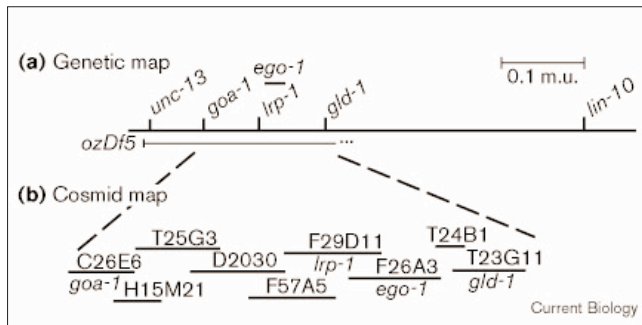 (a) Genetic map
0.1 m.u.
unc-13 goa-1 ego-1 lrp-1 gld-1 lin-10
ozDf5 ...
(b) Cosmid map
T25G3 F29D11 T24B1
C26E6 D2030 lrp-1 F26A3 T23G11
goa-1 H15M21 F57A5 ego-1 gld-1
Current Biology